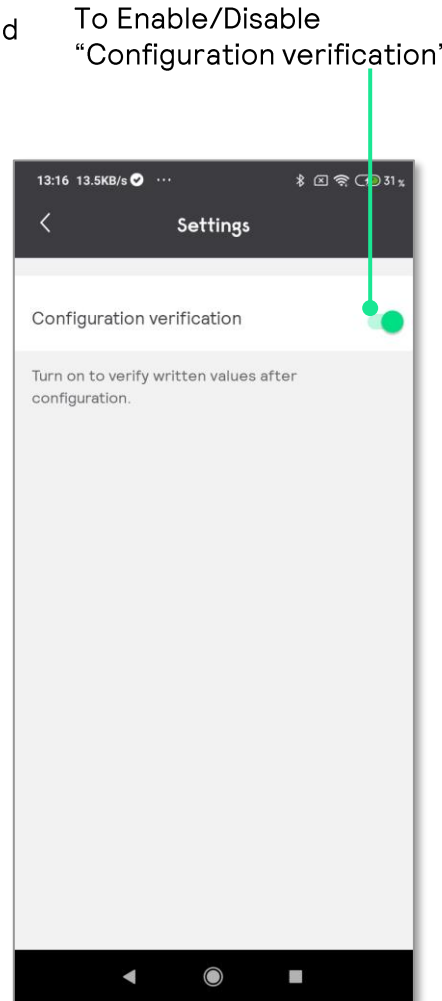 d
To Enable/Disable
“Configuration verification”
13:16 13.5KB/s ··· 31 %
Settings
Configuration verification
Turn on to verify written values after
configuration.